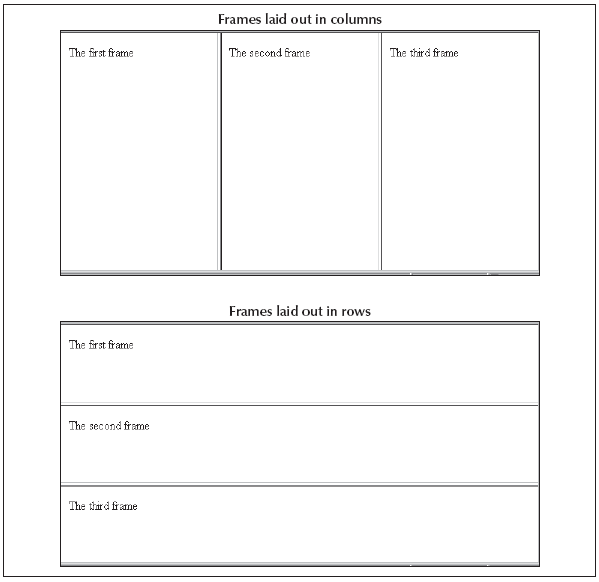 Frames laid out in columns
The first frame
The second frame
The third frame
Frames laid out in rows
The first frame
The second frame
The third frame